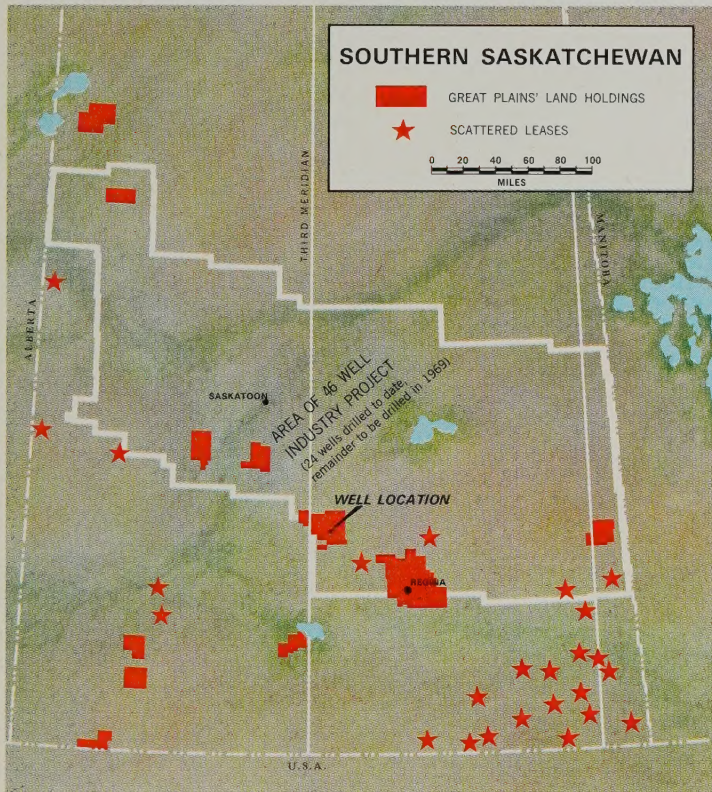 SOUTHERN SASKATCHEWAN
GREAT PLAINS' LAND HOLDINGS
SCATTERED LEASES
0 20 40 60 80 100
MILES
THIRD MERIDIAN
MANITOBA
ALBERTA
SASKATOON
AREA OF 46 WELL
INDUSTRY PROJECT
(24 wells drilled to date,
remainder to be drilled in 1969)
WELL LOCATION
REGINA
U.S.A.